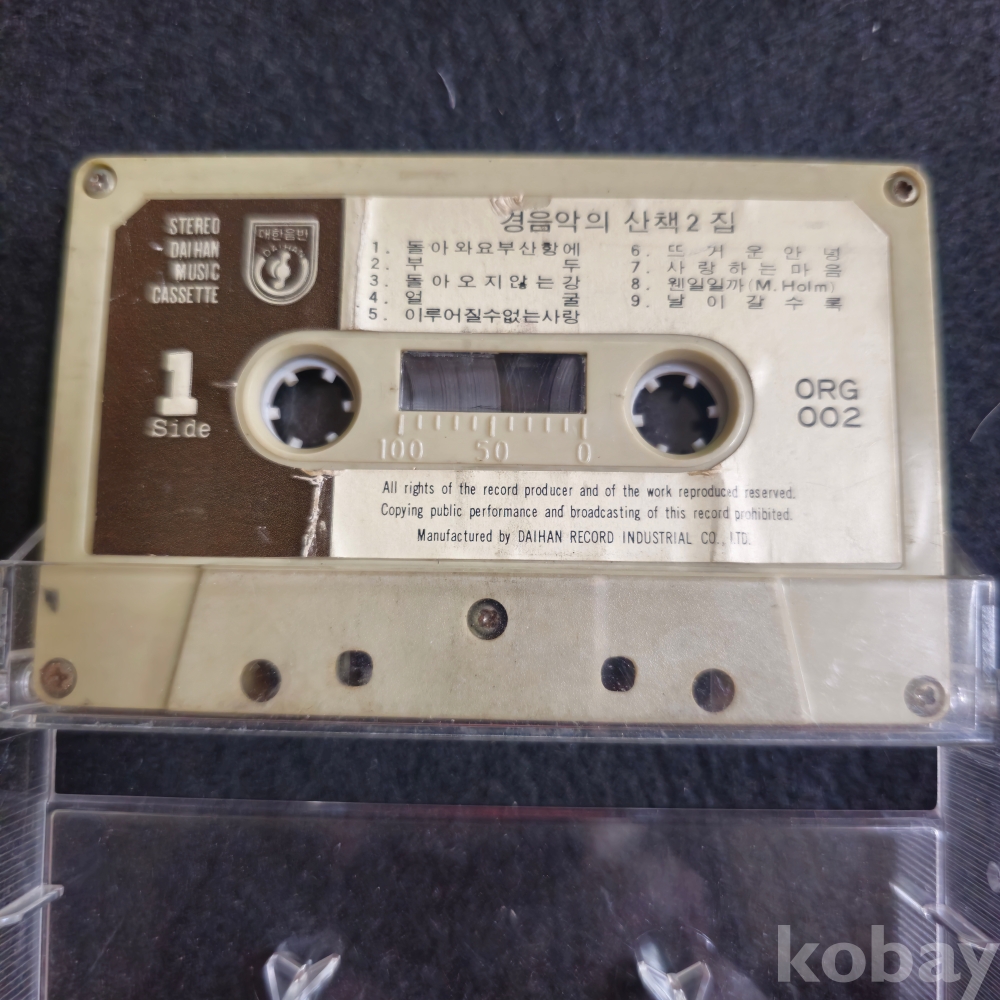 STEREO
DAIHAN
MUSIC
CASSETTE
대한음반
DAIHAN
1
Side
경음악의 산책 2 집
1. 돌아와요부산항에
2. 부 두
3. 돌아오지않는강
4. 얼 굴
5. 이루어질수없는사랑
6. 뜨거운안녕
7. 사랑하는마음
8. 웬일일까(M. Holm)
9. 날이갈수록
ORG
002
100 50 0
All rights of the record producer and of the work reproduced reserved.
Copying public performance and broadcasting of this record prohibited.
Manufactured by DAIHAN RECORD INDUSTRIAL CO., LTD.
kobay